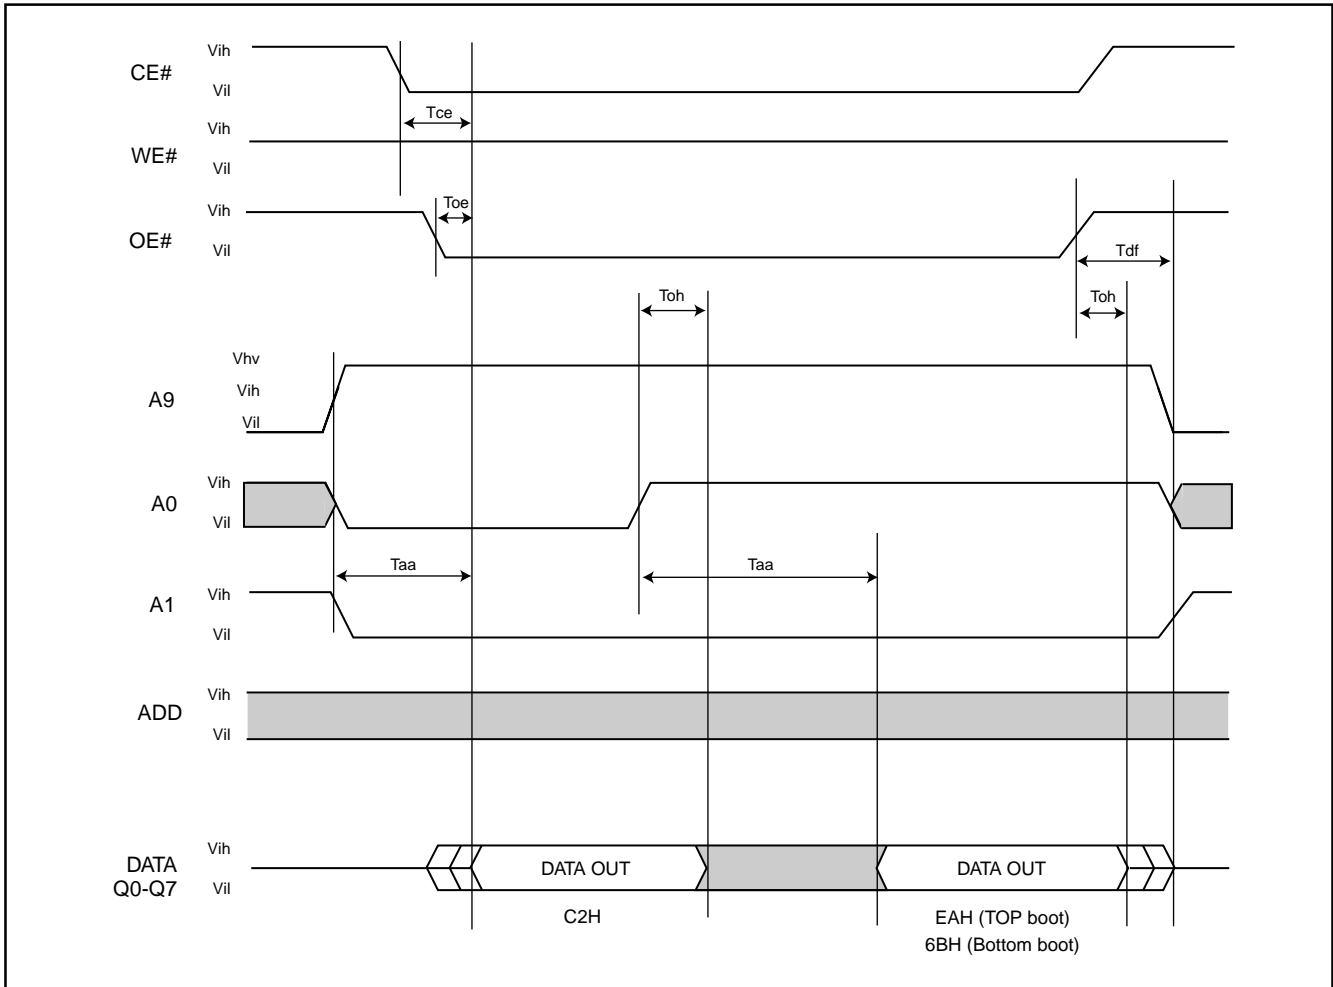 Vih
CE#
Vil
Tce
Vih
WE#
Vil
Toe
Vih
OE#
Vil
Tdf
Toh
Toh
Vhv
Vih
A9
Vil
Vih
A0
Vil
Taa
Taa
Vih
A1
Vil
Vih
ADD
Vil
Vih
DATA
Q0-Q7
Vil
DATA OUT
DATA OUT
C2H
EAH (TOP boot)
6BH (Bottom boot)